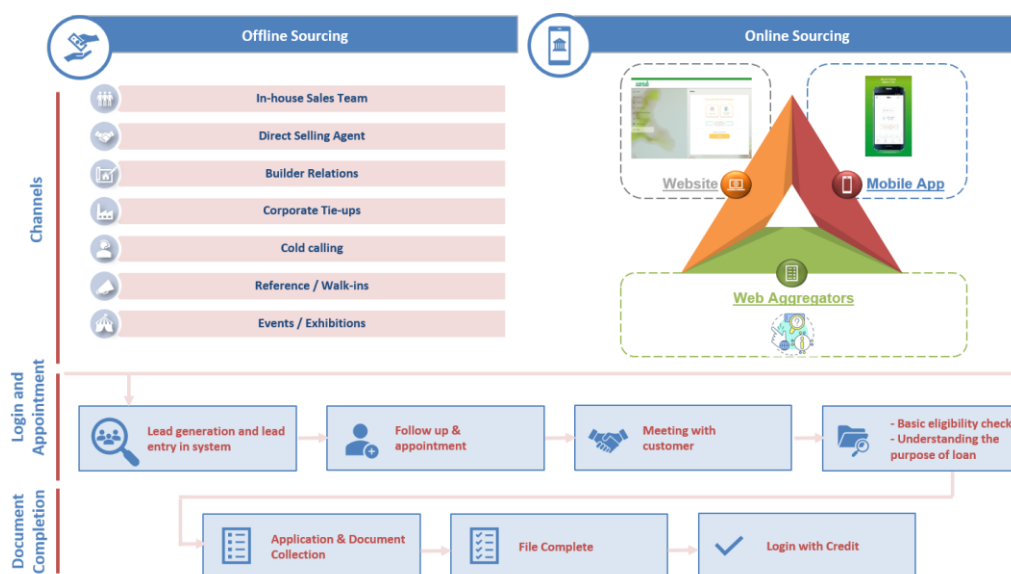 Offline Sourcing
Online Sourcing
Channels
In-house Sales Team
Direct Selling Agent
Builder Relations
Corporate Tie-ups
Cold calling
Reference / Walk-ins
Events / Exhibitions
Website
Mobile App
Web Aggregators
Login and
Appointment
Lead generation and lead
entry in system
Follow up &
appointment
Meeting with
customer
- Basic eligibility check
- Understanding the
purpose of loan
Document
Completion
Application & Document
Collection
File Complete
Login with Credit